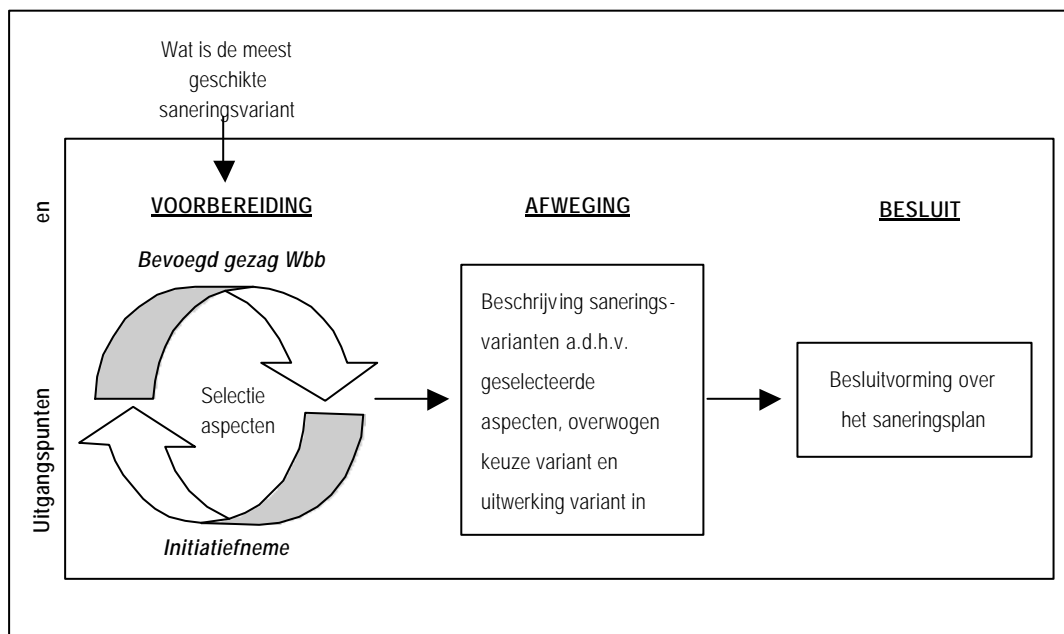 Wat is de meest
geschikte
saneringsvariant
en
Uitgangspunten
VOORBEREIDING
Bevoegd gezag Wbb
Selectie
aspecten
Initiatiefneme
AFWEGING
Beschrijving sanerings-
varianten a.d.h.v.
geselecteerde
aspecten, overwogen
keuze variant en
uitwerking variant in
BESLUIT
Besluitvorming over
het saneringsplan